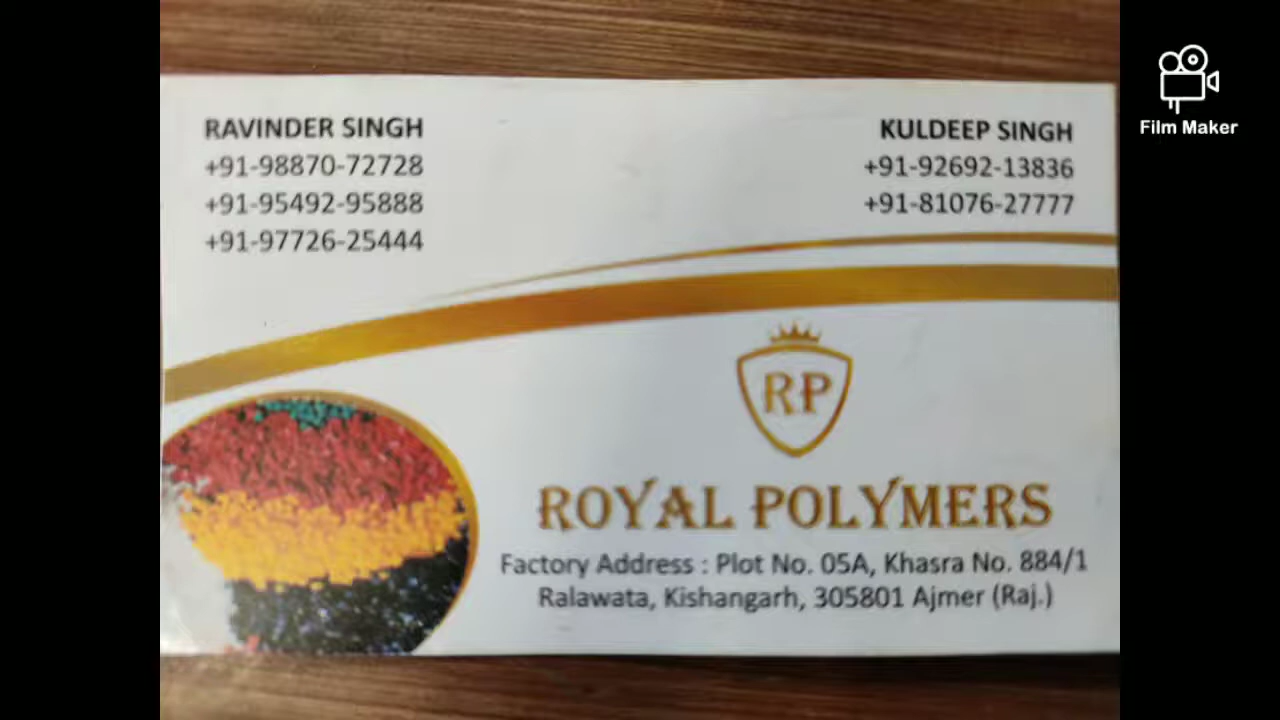 RAVINDER SINGH
+91-98870-72728
+91-95492-95888
+91-97726-25444
KULDEEP SINGH
+91-92692-13836
+91-81076-27777
RP
ROYAL POLYMERS
Factory Address : Plot No. 05A, Khasra No. 884/1
Ralawata, Kishangarh, 305801 Ajmer (Raj.)
Film Maker